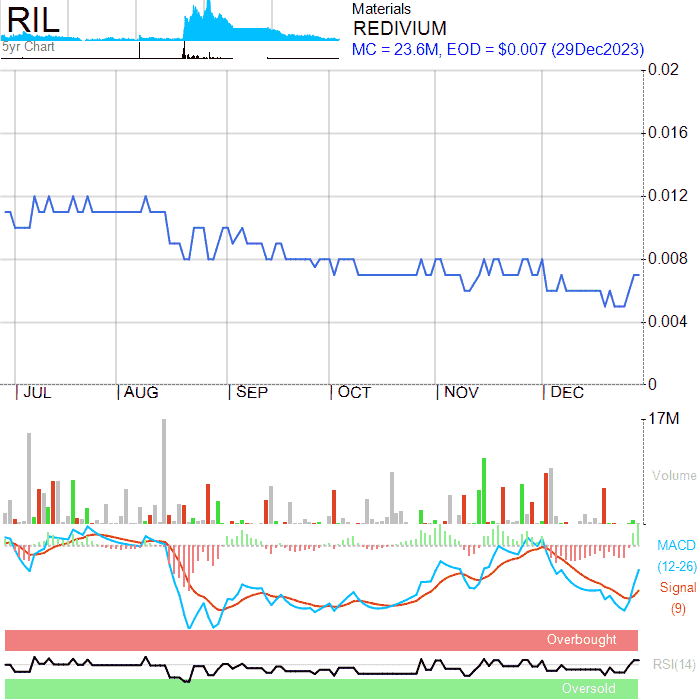 RIL
5yr Chart
Materials
REDIVIUM
MC = 23.6M, EOD = $0.007 (29Dec2023)
0.02
0.016
0.012
0.008
0.004
0
JUL AUG SEP OCT NOV DEC
17M
Volume
MACD
(12-26)
Signal
(9)
Overbought
RSI(14)
Oversold